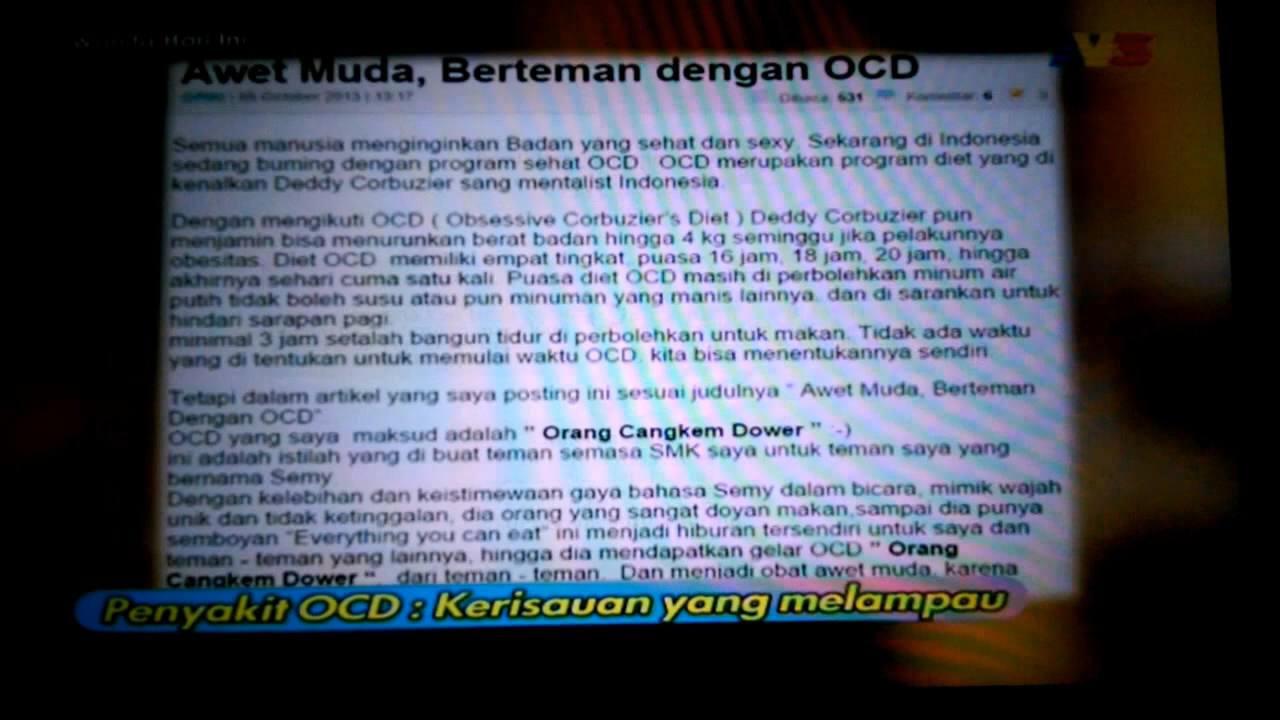 Wanita Hari Ini
TV3
Awet Muda, Berteman dengan OCD
October 2013 | 13:17 Dibaca: 631 Komentar: 6
Semua manusia menginginkan Badan yang sehat dan sexy. Sekarang di Indonesia
sedang buming dengan program sehat OCD. OCD merupakan program diet yang di
kenalkan Deddy Corbuzier sang mentalist Indonesia.
Dengan mengikuti OCD ( Obsessive Corbuzier's Diet ) Deddy Corbuzier pun
menjamin bisa menurunkan berat badan hingga 4 kg seminggu jika pelakunnya
obesitas. Diet OCD memiliki empat tingkat, puasa 16 jam, 18 jam, 20 jam, hingga
akhirnya sehari cuma satu kali. Puasa diet OCD masih di perbolehkan minum air
putih tidak boleh susu atau pun minuman yang manis lainnya. dan di sarankan untuk
hindari sarapan pagi.
minimal 3 jam setalah bangun tidur di perbolehkan untuk makan. Tidak ada waktu
yang di tentukan untuk memulai waktu OCD, kita bisa menentukannya sendiri.
Tetapi dalam artikel yang saya posting ini sesuai judulnya " Awet Muda, Berteman
Dengan OCD"
OCD yang saya maksud adalah " Orang Cangkem Dower " :-)
ini adalah istilah yang di buat teman semasa SMK saya untuk teman saya yang
bernama Semy
Dengan kelebihan dan keistimewaan gaya bahasa Semy dalam bicara, mimik wajah
unik dan tidak ketinggalan, dia orang yang sangat doyan makan,sampai dia punya
semboyan "Everything you can eat" ini menjadi hiburan tersendiri untuk saya dan
teman - teman yang lainnya, hingga dia mendapatkan gelar OCD " Orang
Cangkem Dower " dari teman - teman. Dan menjadi obat awet muda, karena
Penyakit OCD : Kerisauan yang melampau